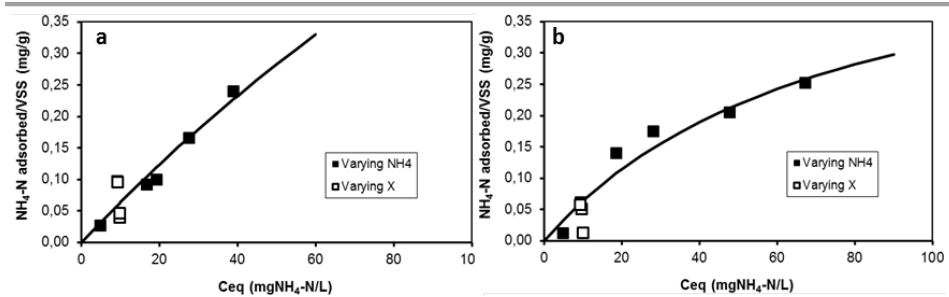 a
NH₄-N adsorbed/VSS (mg/g)
0,35
0,30
0,25
0,20
0,15
0,10
0,05
0,00
0
20
40
60
80
10
Varying NH4
Varying X
Ceq (mgNH₄-N/L)
b
NH₄-N adsorbed/VSS (mg/g)
0,35
0,30
0,25
0,20
0,15
0,10
0,05
0,00
0
20
40
60
80
100
Varying NH4
Varying X
Ceq (mgNH₄-N/L)